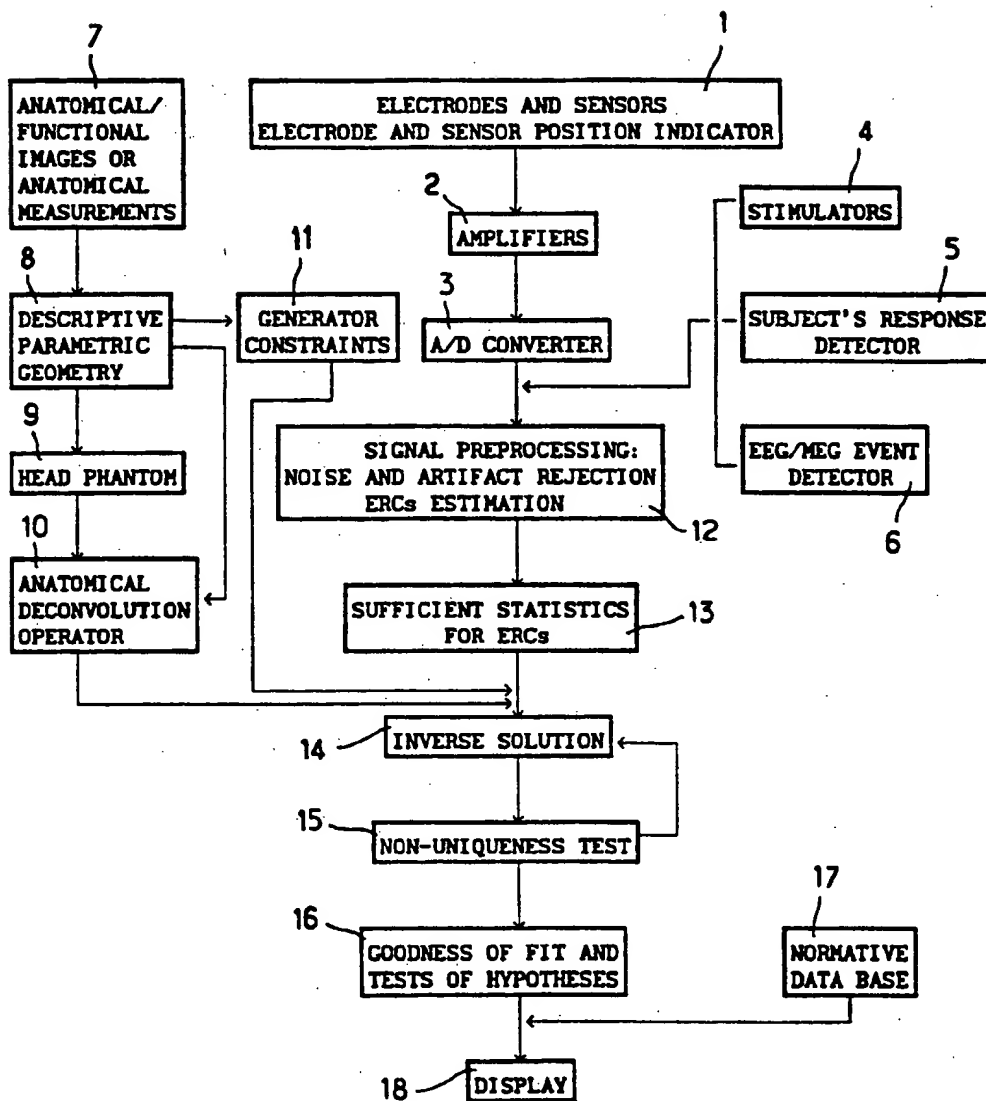 7
ANATOMICAL/
FUNCTIONAL
IMAGES OR
ANATOMICAL
MEASUREMENTS
1
ELECTRODES AND SENSORS
ELECTRODE AND SENSOR POSITION INDICATOR
2
AMPLIFIERS
4
STIMULATORS
8
DESCRIPTIVE
PARAMETRIC
GEOMETRY
11
GENERATOR
CONSTRAINTS
3
A/D CONVERTER
5
SUBJECT'S RESPONSE
DETECTOR
9
HEAD PHANTOM
SIGNAL PREPROCESSING:
NOISE AND ARTIFACT REJECTION
ERCs ESTIMATION
12
EEG/MEG EVENT
DETECTOR
6
10
ANATOMICAL
DECONVOLUTION
OPERATOR
SUFFICIENT STATISTICS
FOR ERCs
13
14
INVERSE SOLUTION
15
NON-UNIQUENESS TEST
16
GOODNESS OF FIT AND
TESTS OF HYPOTHESES
17
NORMATIVE
DATA BASE
18
DISPLAY